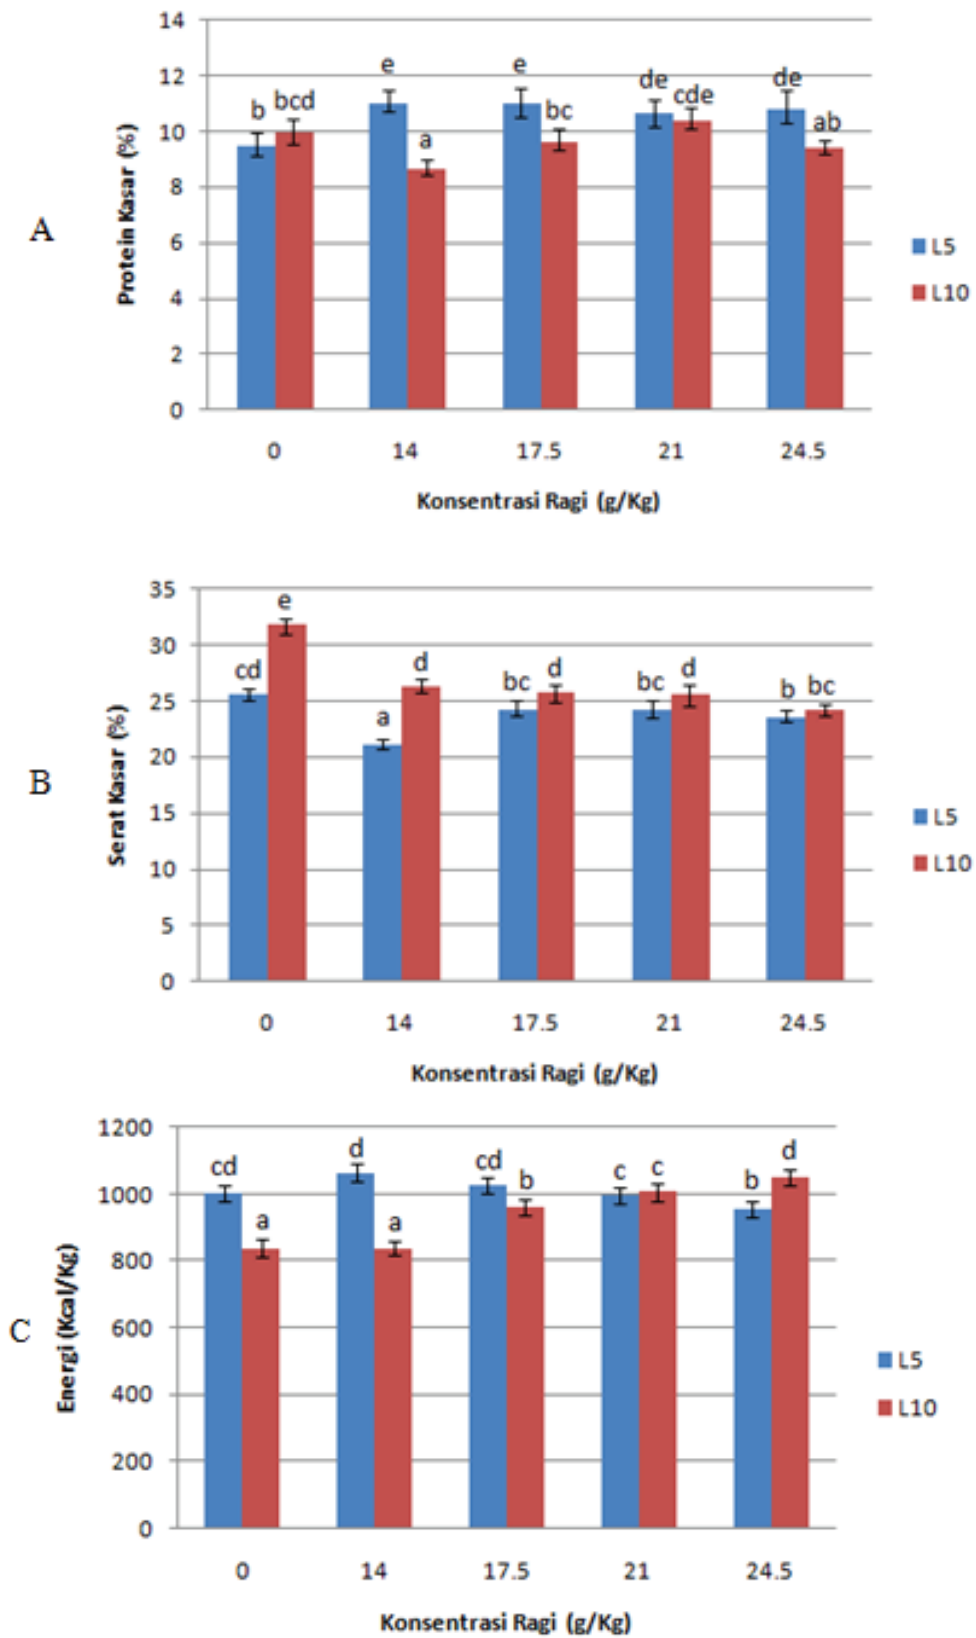 A
Protein Kasar (%)
14
12
10
8
6
4
2
0
b bcd e a e bc de cde de ab
0 14 17.5 21 24.5
Konsentrasi Ragi (g/Kg)
L5
L10
B
Serat Kasar (%)
35
30
25
20
15
10
5
0
cd e a d bc d bc d b bc
0 14 17.5 21 24.5
Konsentrasi Ragi (g/Kg)
L5
L10
C
Energi (Kcal/Kg)
1200
1000
800
600
400
200
0
cd a d a cd b c c b d
0 14 17.5 21 24.5
Konsentrasi Ragi (g/Kg)
L5
L10